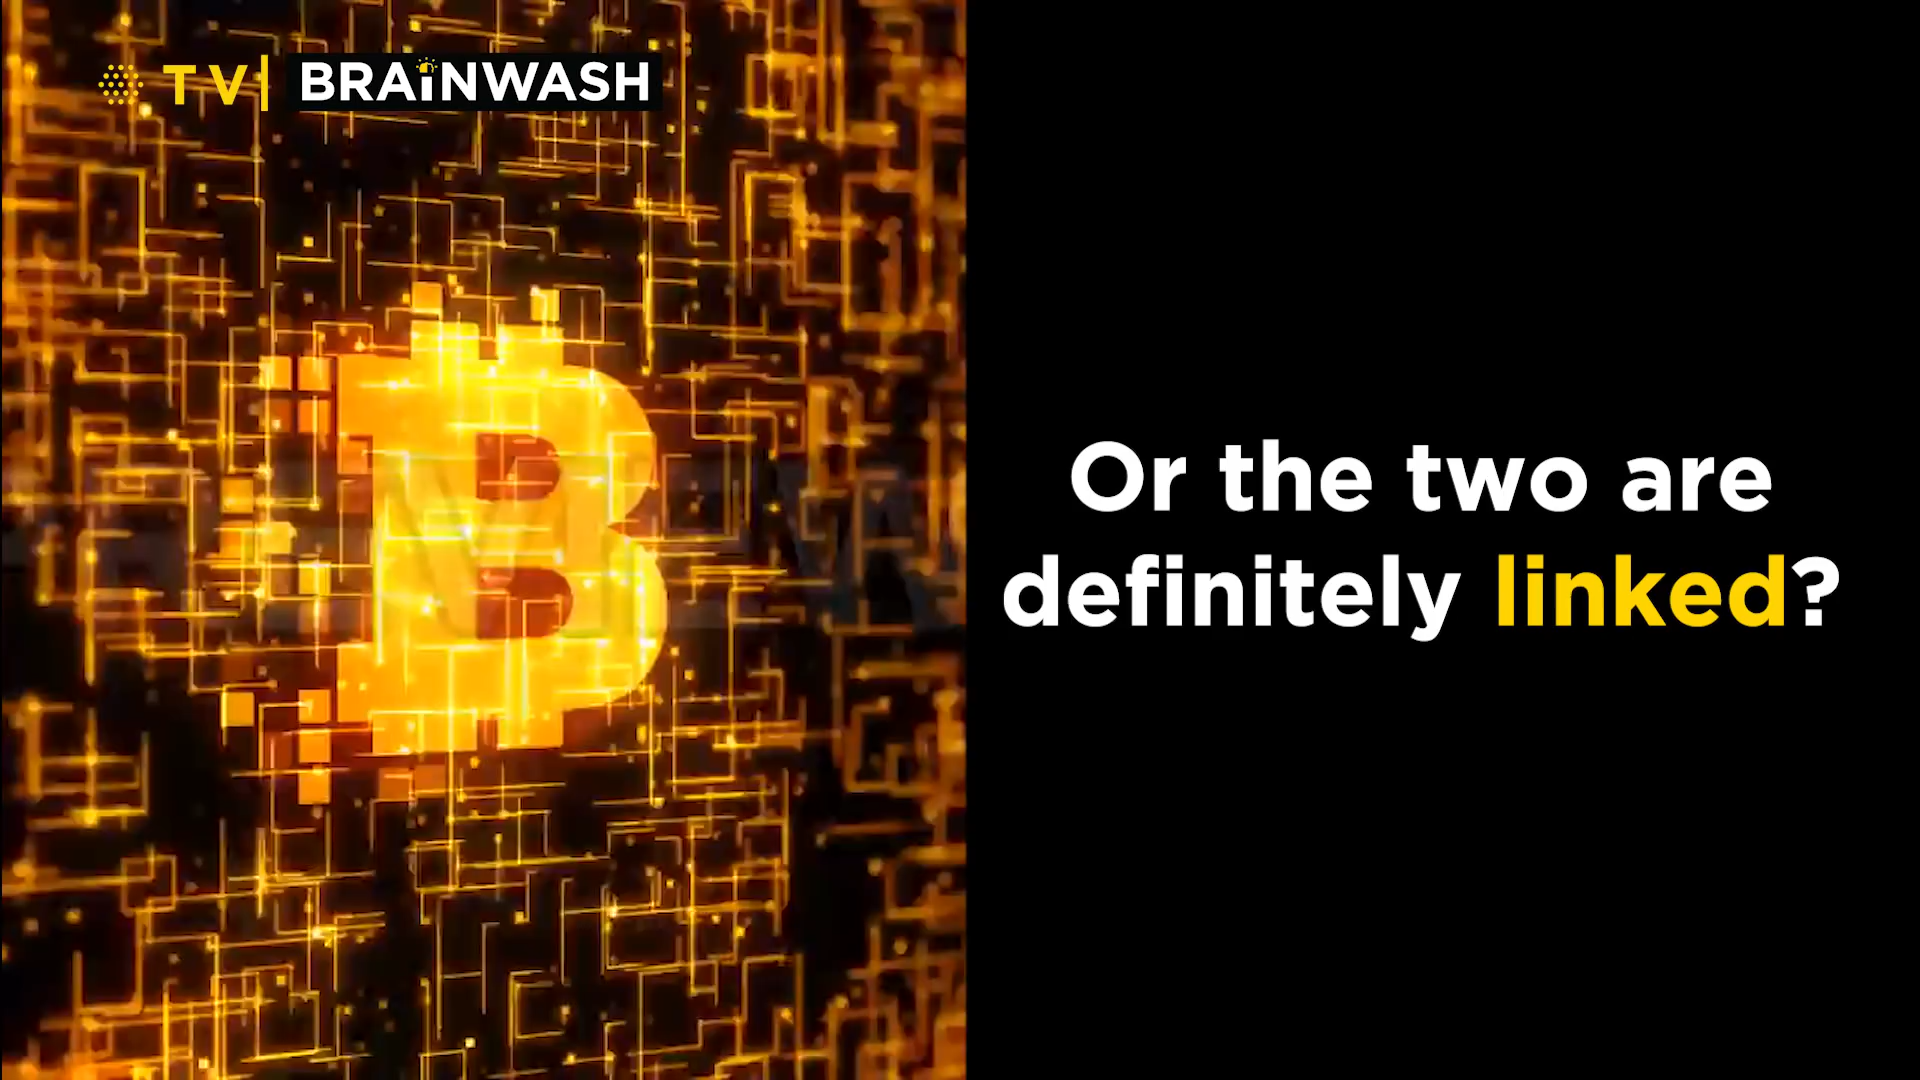 TV| BRAINWASH
Or the two are
definitely linked?